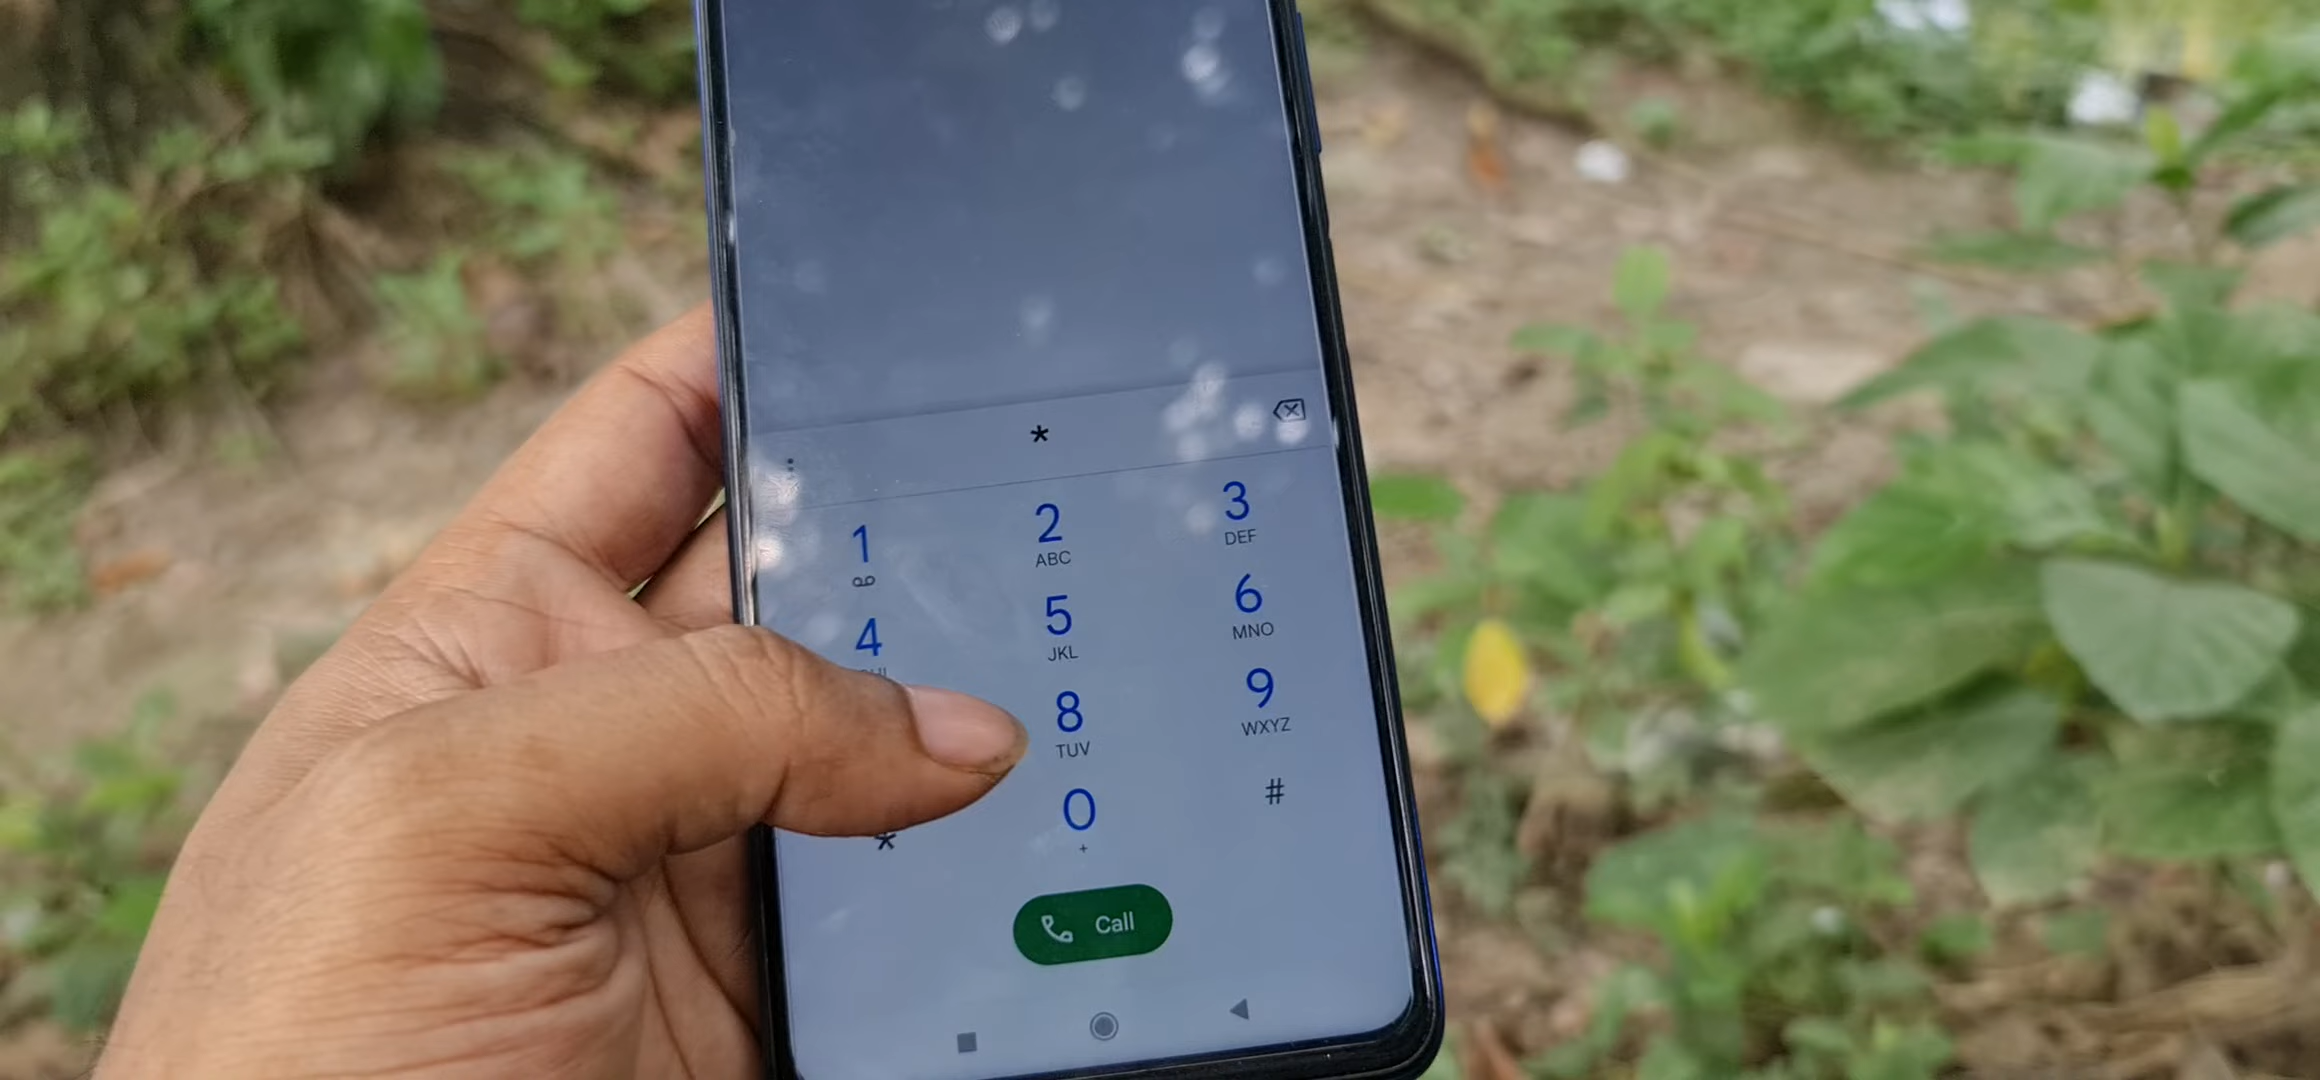 *
1 2 ABC 3 DEF
4 5 JKL 6 MNO
8 TUV 9 WXYZ
* 0 + #
Call